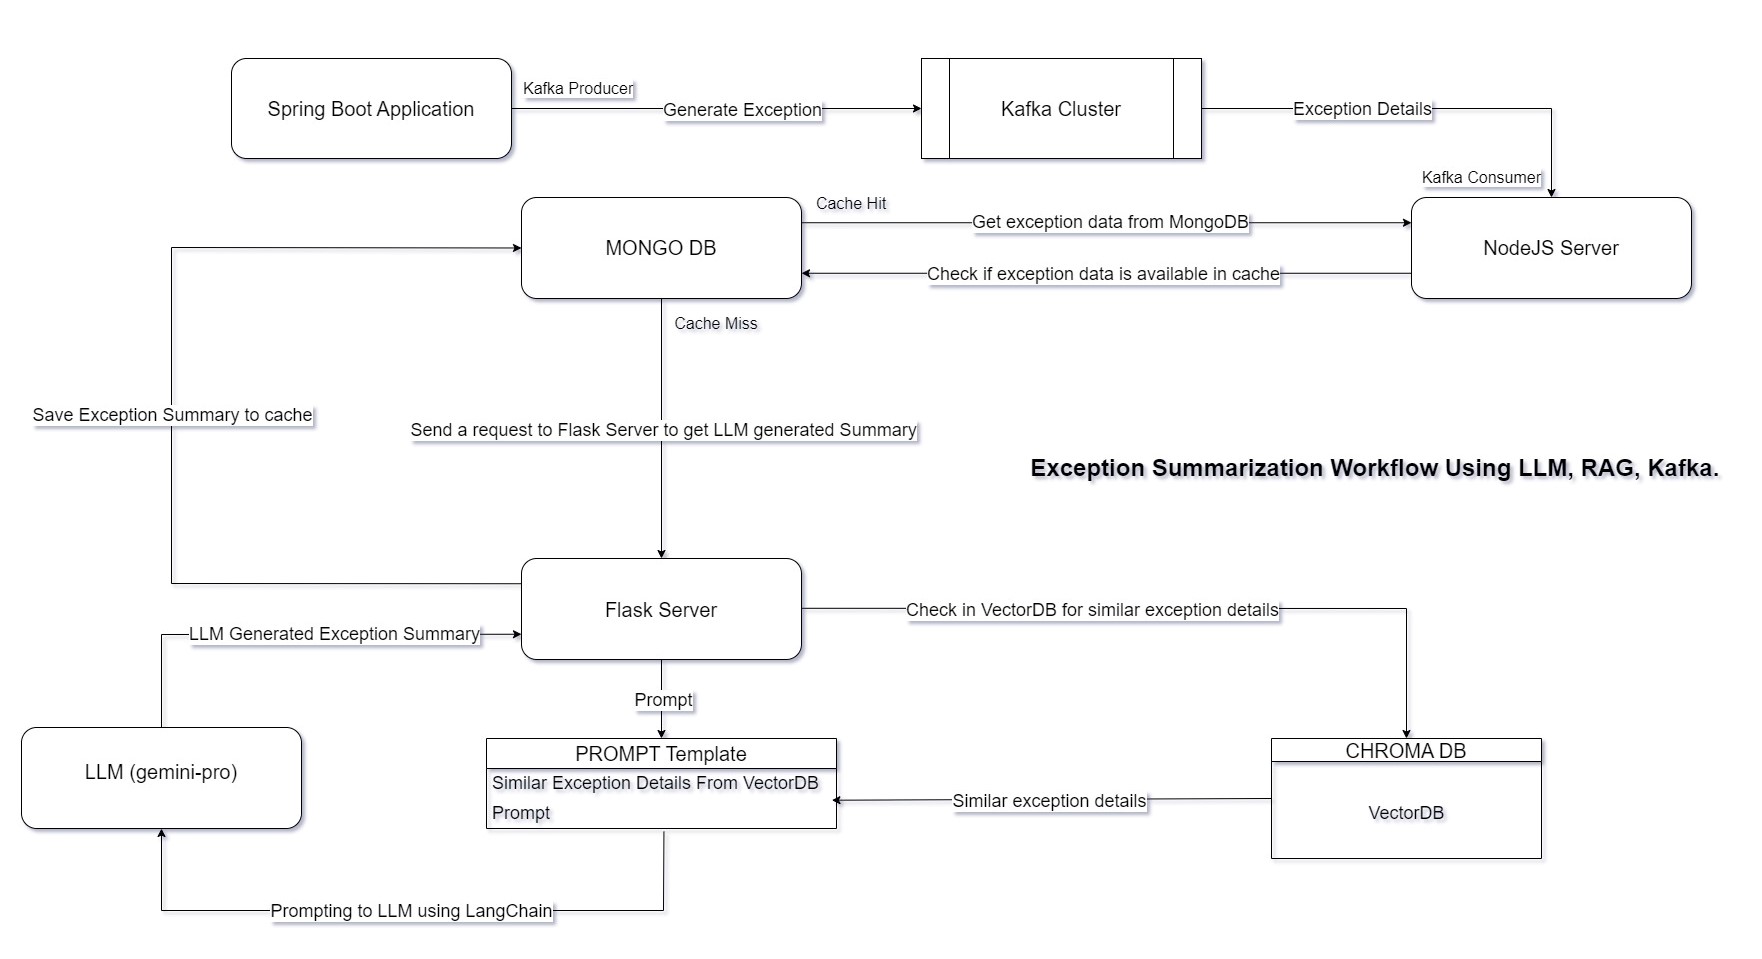 Kafka Producer
Spring Boot Application
Generate Exception
Kafka Cluster
Exception Details
Kafka Consumer
Cache Hit
Get exception data from MongoDB
MONGO DB
NodeJS Server
Check if exception data is available in cache
Cache Miss
Save Exception Summary to cache
Send a request to Flask Server to get LLM generated Summary
Exception Summarization Workflow Using LLM, RAG, Kafka.
Flask Server
Check in VectorDB for similar exception details
LLM Generated Exception Summary
Prompt
PROMPT Template
CHROMA DB
LLM (gemini-pro)
Similar Exception Details From VectorDB
Similar exception details
Prompt
VectorDB
Prompting to LLM using LangChain